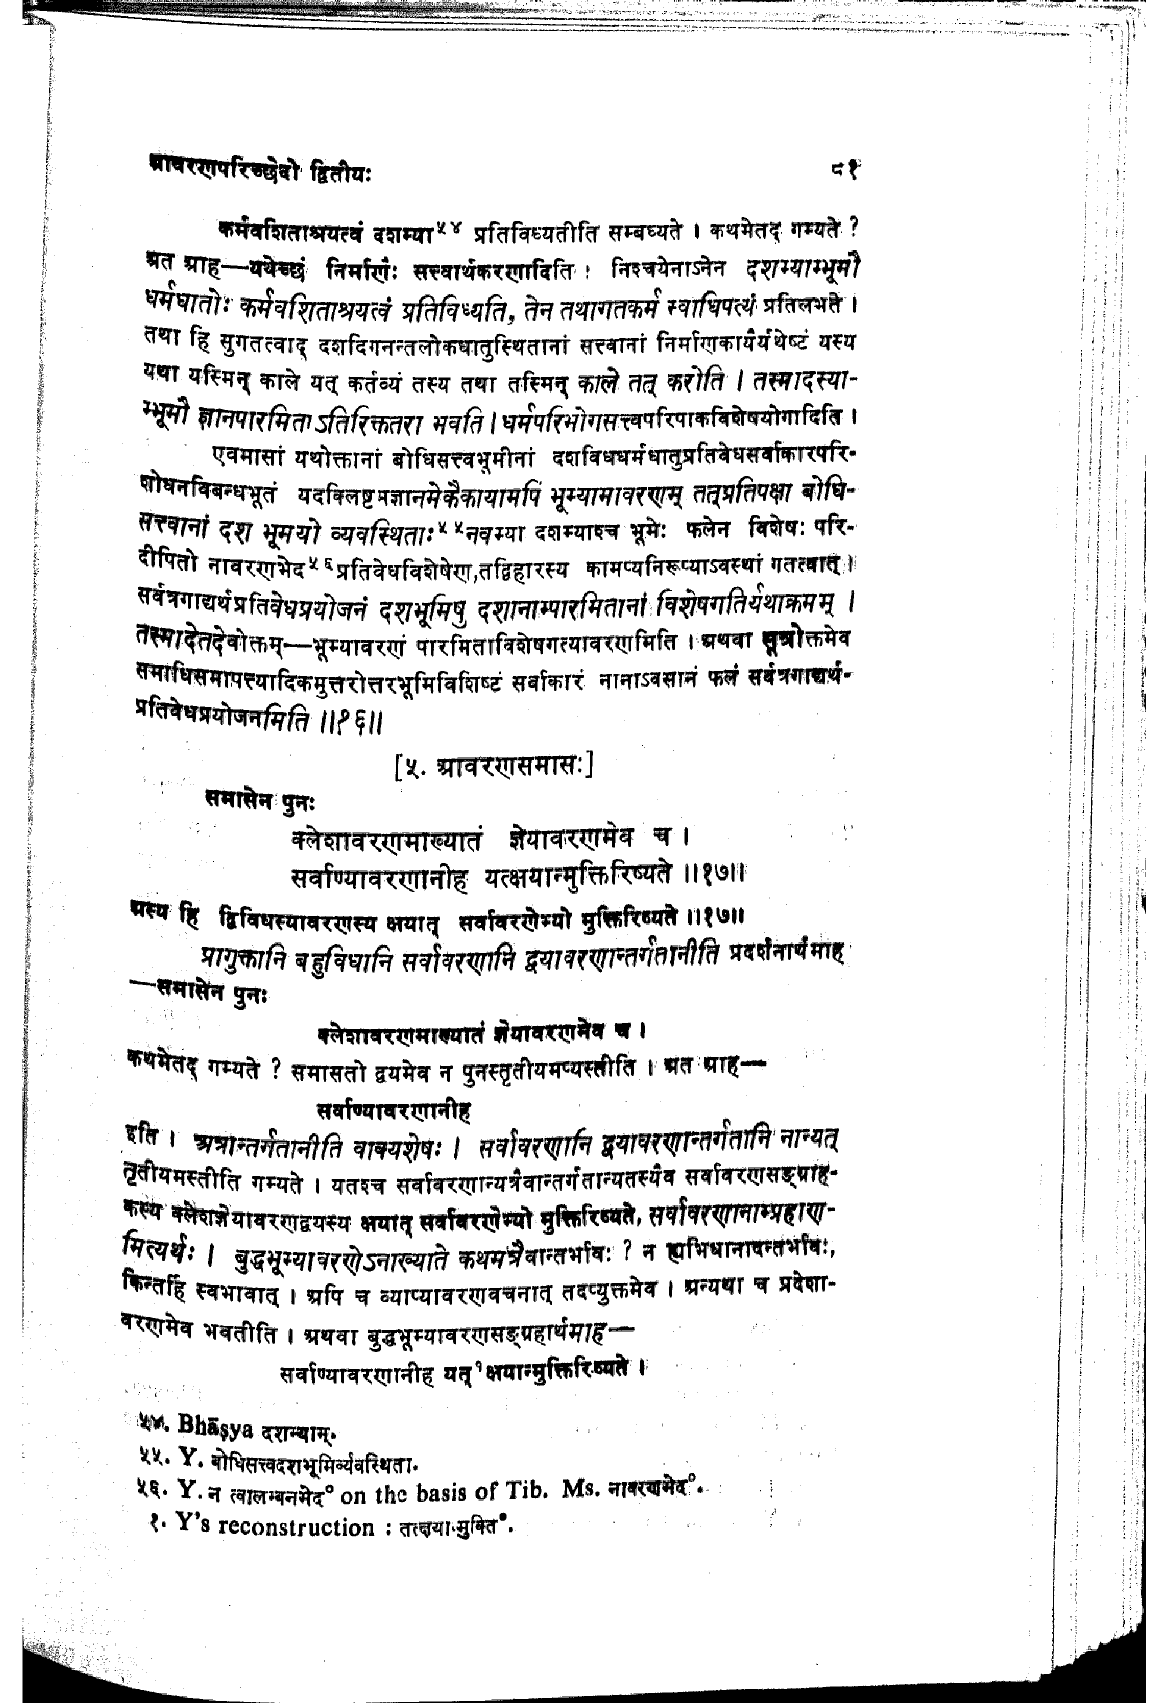 आवरणपरिच्छेदो द्वितीयः ८१
कर्मवशिताश्रयत्वं दशम्या५४ प्रतिविध्यतीति सम्बध्यते । कथमेतद् गम्यते ?
अत आह—यथेच्छं निर्माणैः सत्त्वार्थकरणादिति । निश्चयेनाऽनेन दशम्याम्भूमौ
धर्मधातोः कर्मवशिताश्रयत्वं प्रतिविध्यति, तेन तथागतकर्म स्वाधिपत्यं प्रतिलभते ।
तथा हि सुगतत्वाद् दशदिगनन्तलोकधातुस्थितानां सत्त्वानां निर्माणकायैर्यथेष्टं यस्य
यथा यस्मिन् काले यत् कर्तव्यं तस्य तथा तस्मिन् काले तत् करोति । तस्मादस्या-
म्भूमौ ज्ञानपारमिताऽतिरिक्ततरा भवति । धर्मपरिभोगसत्त्वपरिपाकविशेषयोगादिति ।
एवमासां यथोक्तानां बोधिसत्त्वभूमीनां दशविधधर्मधातुप्रतिवेधसर्वाकारपरि-
शोधनविबन्धभूतं यदक्लिष्टमज्ञानमेकैकायामपि भूम्यामावरणम् तत्प्रतिपक्षा बोधि-
सत्त्वानां दश भूमयो व्यवस्थिताः५५ नवम्या दशम्याश्च भूमेः फलेन विशेषः परि-
दीपितो नावरणभेद५६ प्रतिवेधविशेषेण, तद्विहारस्य कामप्यनिरूप्याऽवस्थां गतत्वात् ।
सर्वत्रगाद्यर्थप्रतिवेधप्रयोजनं दशभूमिषु दशानाम्पारमितानां विशेषगतिर्यथाक्रमम् ।
तस्मादेतदेवोक्तम्—भूम्यावरणं पारमिताविशेषगत्यावरणमिति । अथवा सूत्रोक्तमेव
समाधिसमापत्त्यादिकमुत्तरोत्तरभूमिविशिष्टं सर्वाकारं नानाऽवसानं फलं सर्वत्रगाद्यर्थ-
प्रतिवेधप्रयोजनमिति ॥१६॥
[५. आवरणसमासः]
समासेन पुनः
क्लेशावरणमाख्यातं ज्ञेयावरणमेव च ।
सर्वाण्यावरणानीह यत्क्षयान्मुक्तिरिष्यते ॥१७॥
अस्य हि द्विविधस्यावरणस्य क्षयात् सर्वावरणेभ्यो मुक्तिरिष्यते ॥१७॥
प्रागुक्तानि बहुविधानि सर्वावरणानि द्वयावरणान्तर्गतानीति प्रदर्शनार्थमाह
—समासेन पुनः
क्लेशावरणमाख्यातं ज्ञेयावरणमेव च ।
कथमेतद् गम्यते ? समासतो द्वयमेव न पुनस्तृतीयमप्यस्तीति । अत आह—
सर्वाण्यावरणानीह
इति । अत्रान्तर्गतानीति वाक्यशेषः । सर्वावरणानि द्वयावरणान्तर्गतानि नान्यत्
तृतीयमस्तीति गम्यते । यतश्च सर्वावरणान्यत्रैवान्तर्गतान्यतस्यैव सर्वावरणसङ्ग्राह-
कस्य क्लेशज्ञेयावरणद्वयस्य क्षयात् सर्वावरणेभ्यो मुक्तिरिष्यते, सर्वावरणानाम्प्रहाण-
मित्यर्थः । बुद्धभूम्यावरणेऽनाख्याते कथमत्रैवान्तर्भावः ? न ह्यभिधानादन्तर्भावः,
किन्तर्हि स्वभावात् । अपि च व्याप्यावरणवचनात् तदप्युक्तमेव । अन्यथा च प्रदेशा-
वरणमेव भवतीति । अथवा बुद्धभूम्यावरणसङ्ग्रहार्थमाह—
सर्वाण्यावरणानीह यत्१ क्षयान्मुक्तिरिष्यते ।
५४. Bhāṣya दशम्याम्.
५५. Y. बोधिसत्त्वदशभूमिर्व्यवस्थिता.
५६. Y. न त्वालम्बनभेद° on the basis of Tib. Ms. नावरणभेद°.
१. Y's reconstruction : तत्क्षयान्मुक्ति°.